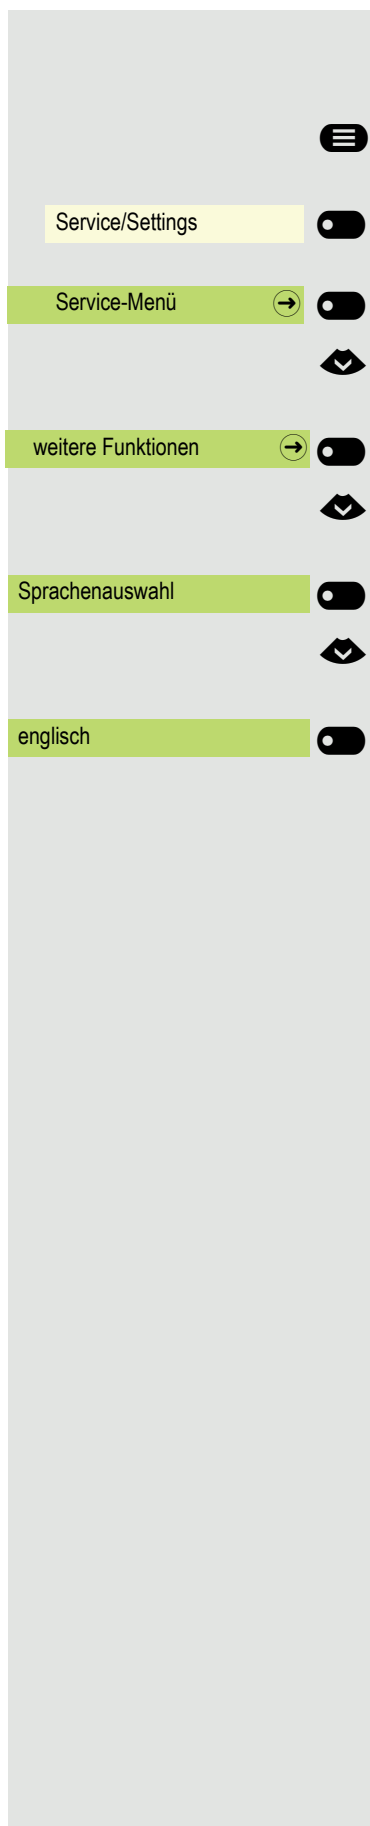 Service/Settings
Service-Menü
weitere Funktionen
Sprachenauswahl
englisch